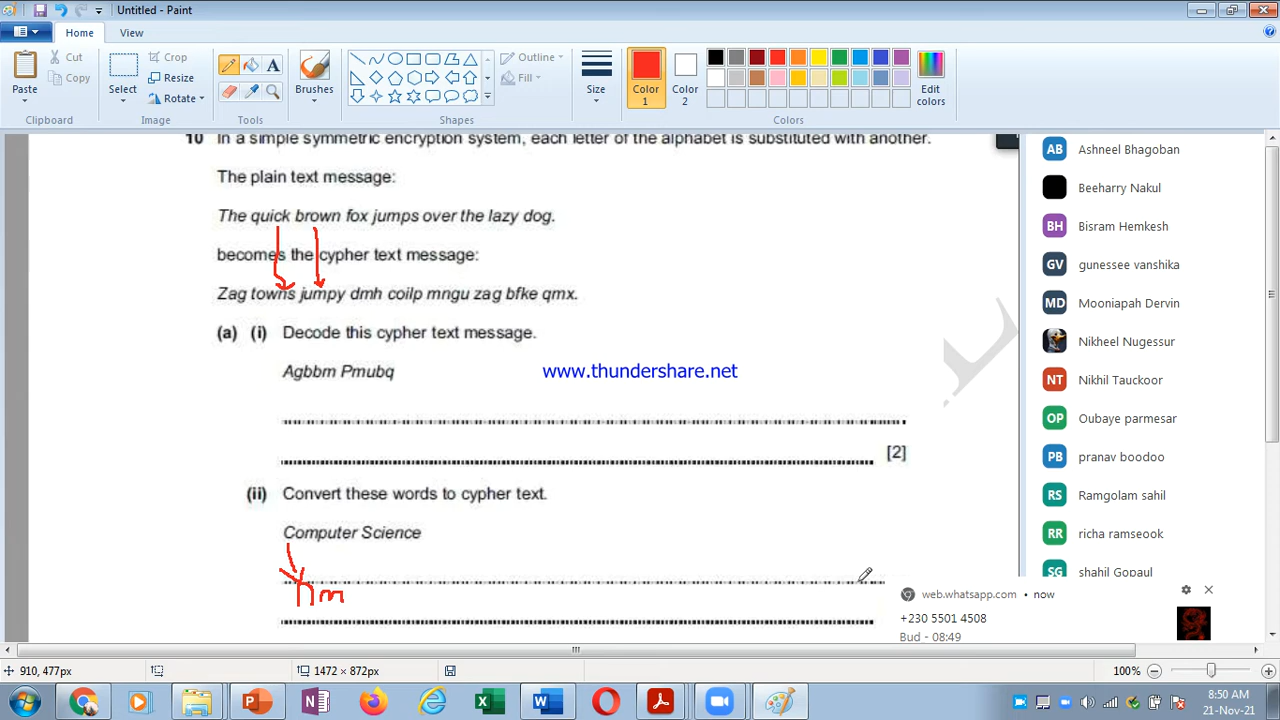 Untitled - Paint
Home
View
Paste
Cut
Copy
Clipboard
Select
Crop
Resize
Rotate
Image
A
Tools
Brushes
Outline
Fill
Shapes
Size
Color 1
Color 2
Edit colors
Colors
10 In a simple symmetric encryption system, each letter of the alphabet is substituted with another.
The plain text message:
The quick brown fox jumps over the lazy dog.
becomes the cypher text message:
Zag towns jumpy dmh coilp mngu zag bfke qmx.
(a) (i) Decode this cypher text message.
Agbbm Pmubq
www.thundershare.net
[2]
(ii) Convert these words to cypher text.
Computer Science
nm
AB Ashneel Bhagoban
Beeharry Nakul
BH Bisram Hemkesh
GV gunessee vanshika
MD Mooniapah Dervin
Nikheel Nugessur
NT Nikhil Tauckoor
OP Oubaye parmesar
PB pranav boodoo
RS Ramgolam sahil
RR richa ramseook
SG shahil Gopaul
web.whatsapp.com • now
+230 5501 4508
Bud - 08:49
910, 477px
1472 × 872px
100%
8:50 AM
21-Nov-21